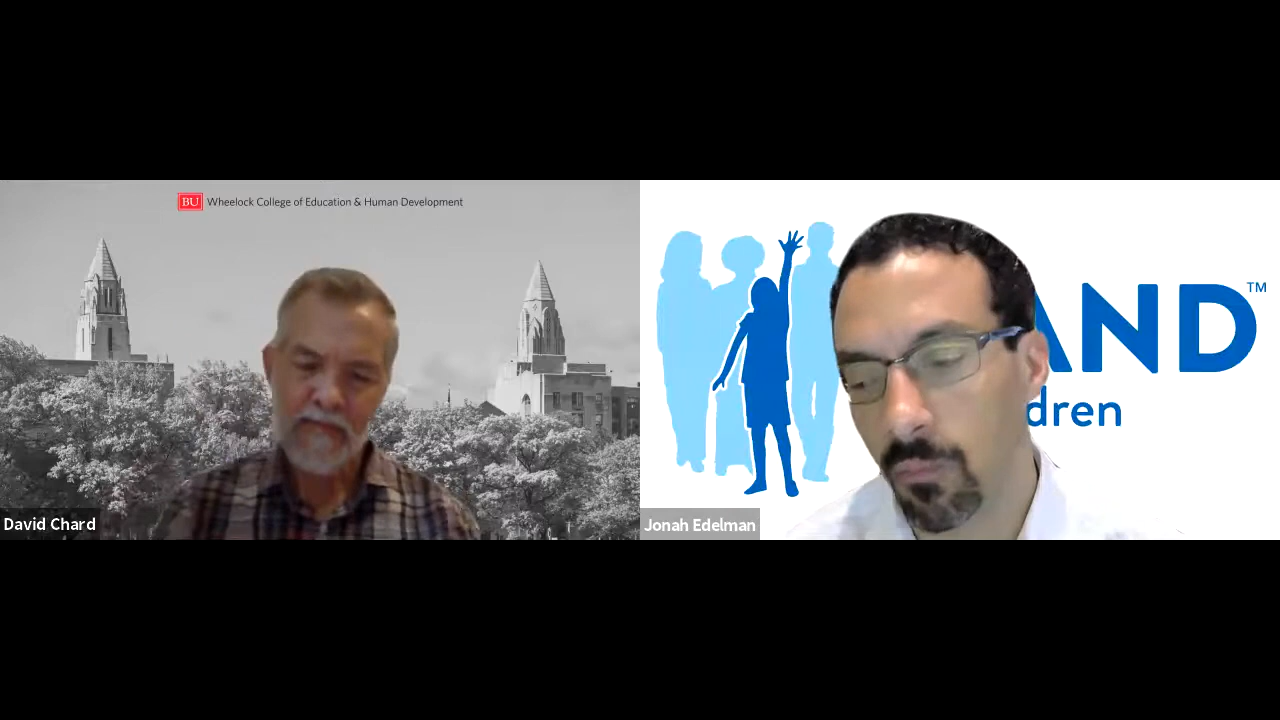 BU Wheelock College of Education & Human Development
AND™
dren
David Chard
Jonah Edelman